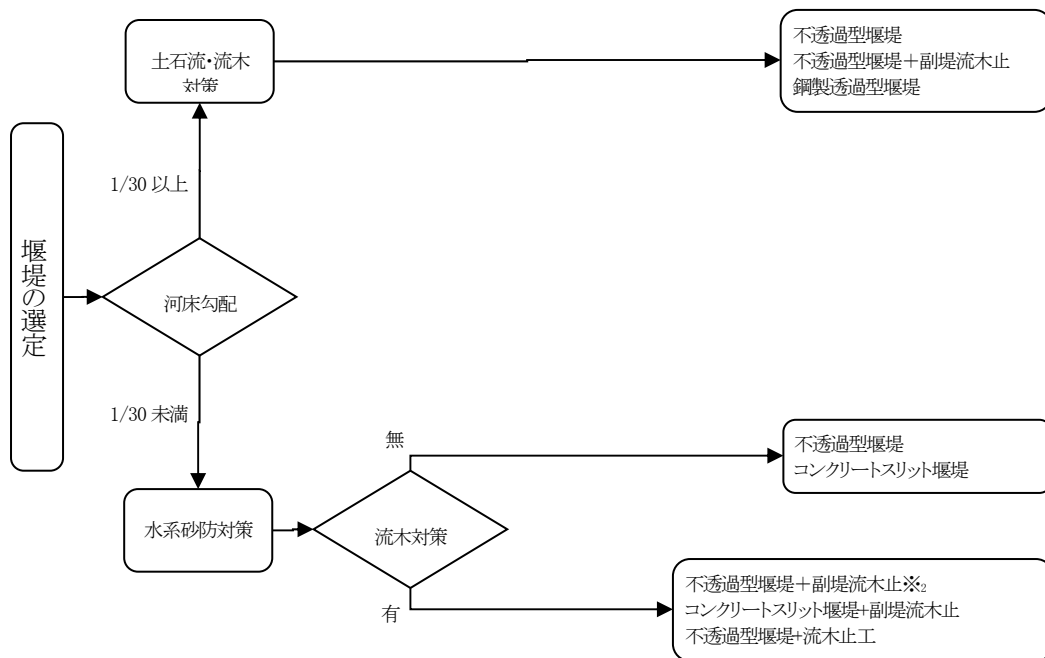 堰堤の選定
河床勾配
1/30 以上
土石流・流木
対策
不透過型堰堤
不透過型堰堤＋副堤流木止
鋼製透過型堰堤
1/30 未満
水系砂防対策
流木対策
無
不透過型堰堤
コンクリートスリット堰堤
有
不透過型堰堤＋副堤流木止※2
コンクリートスリット堰堤+副堤流木止
不透過型堰堤+流木止工